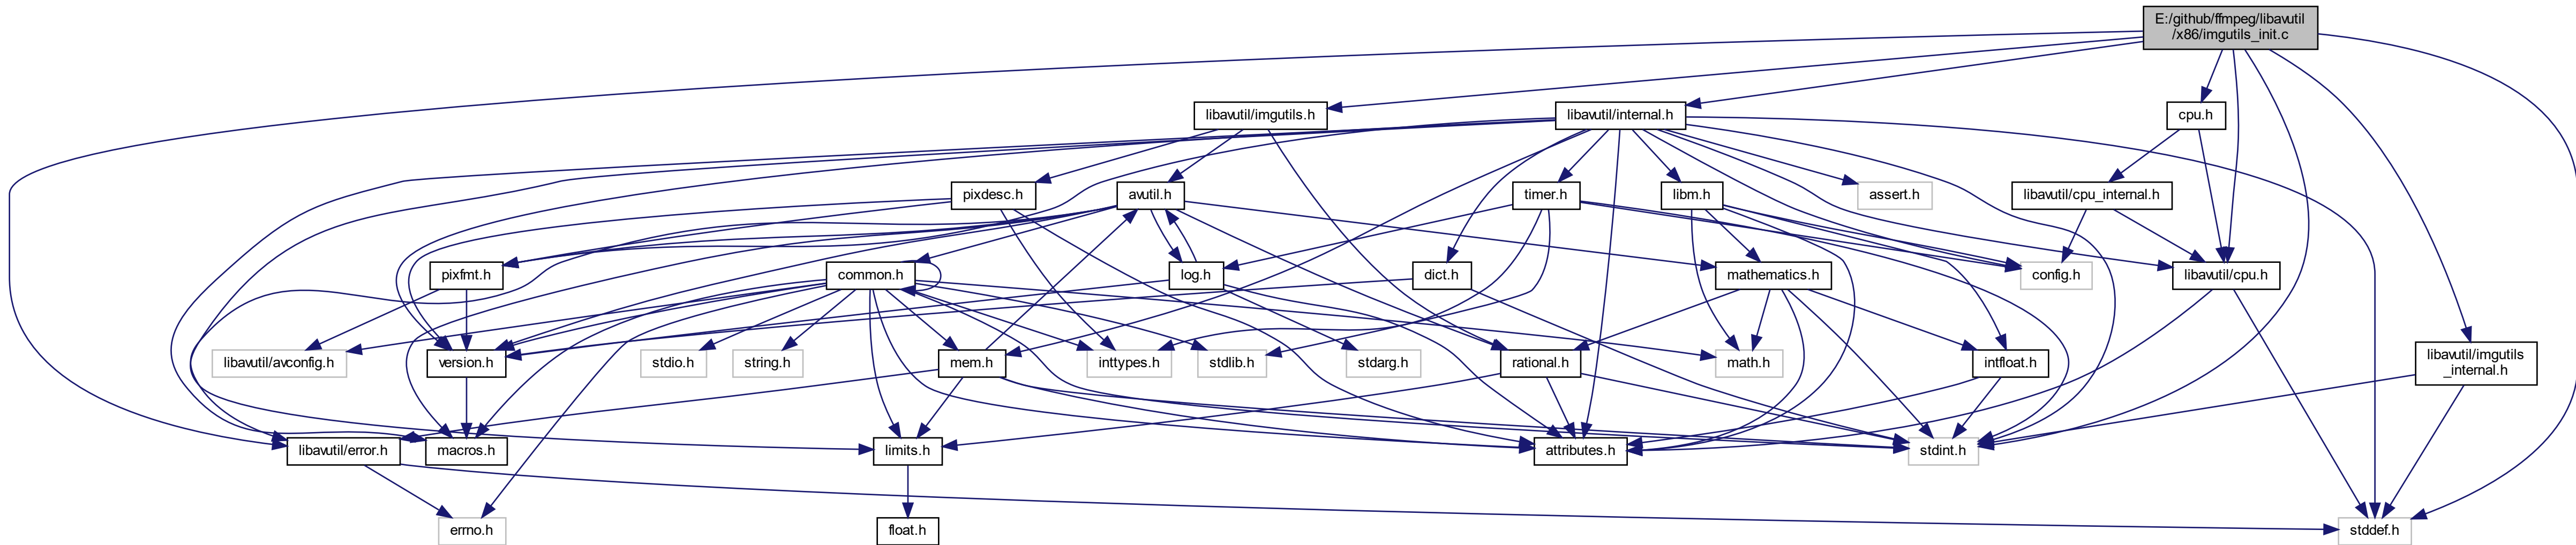 E:/github/ffmpeg/libavutil
/x86/imgutils_init.c
libavutil/imgutils.h
libavutil/internal.h
cpu.h
pixdesc.h
avutil.h
timer.h
libm.h
assert.h
libavutil/cpu_internal.h
pixfmt.h
common.h
log.h
dict.h
mathematics.h
config.h
libavutil/cpu.h
libavutil/avconfig.h
version.h
stdio.h
string.h
mem.h
inttypes.h
stdlib.h
stdarg.h
rational.h
math.h
intfloat.h
libavutil/imgutils
_internal.h
libavutil/error.h
macros.h
limits.h
attributes.h
stdint.h
errno.h
float.h
stddef.h